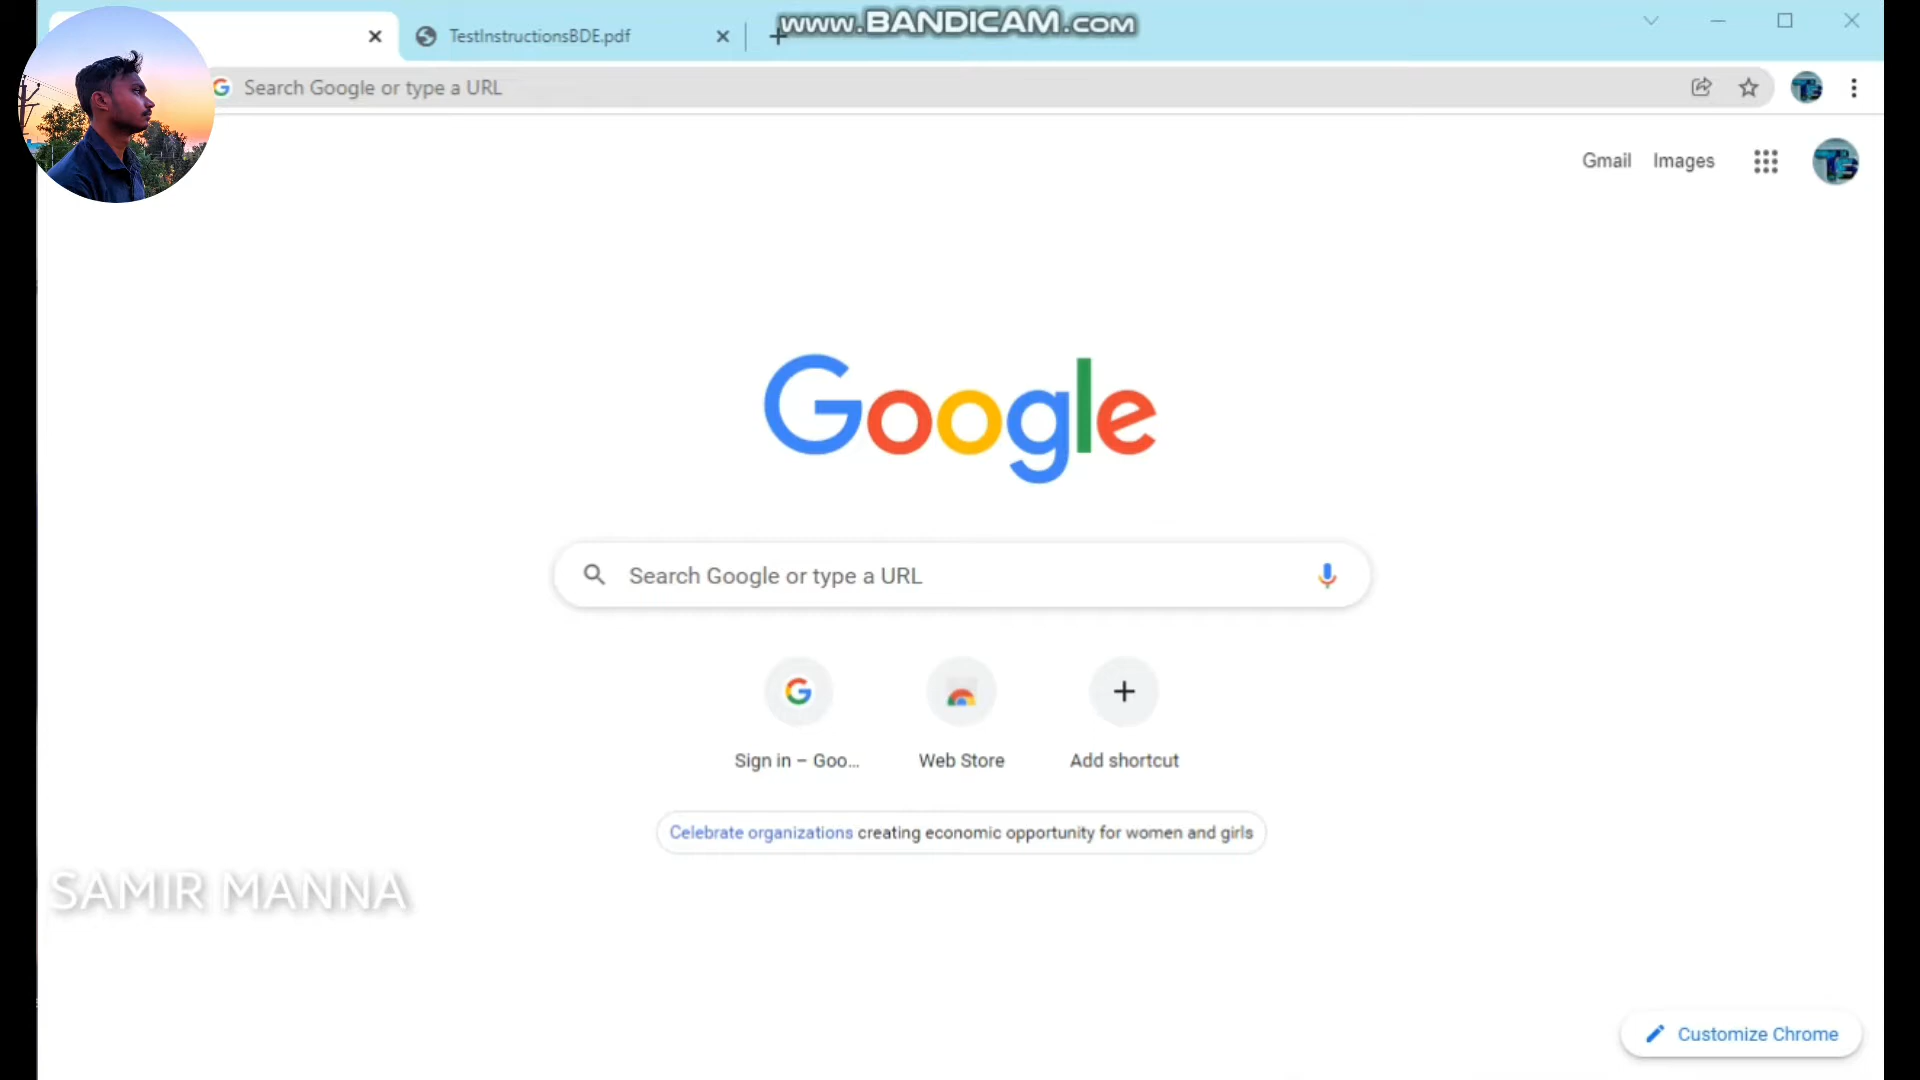 TestInstructionsBDE.pdf
www.BANDICAM.com
Search Google or type a URL
Gmail Images
Google
Search Google or type a URL
Sign in – Goo...
Web Store
Add shortcut
Celebrate organizations creating economic opportunity for women and girls
SAMIR MANNA
Customize Chrome